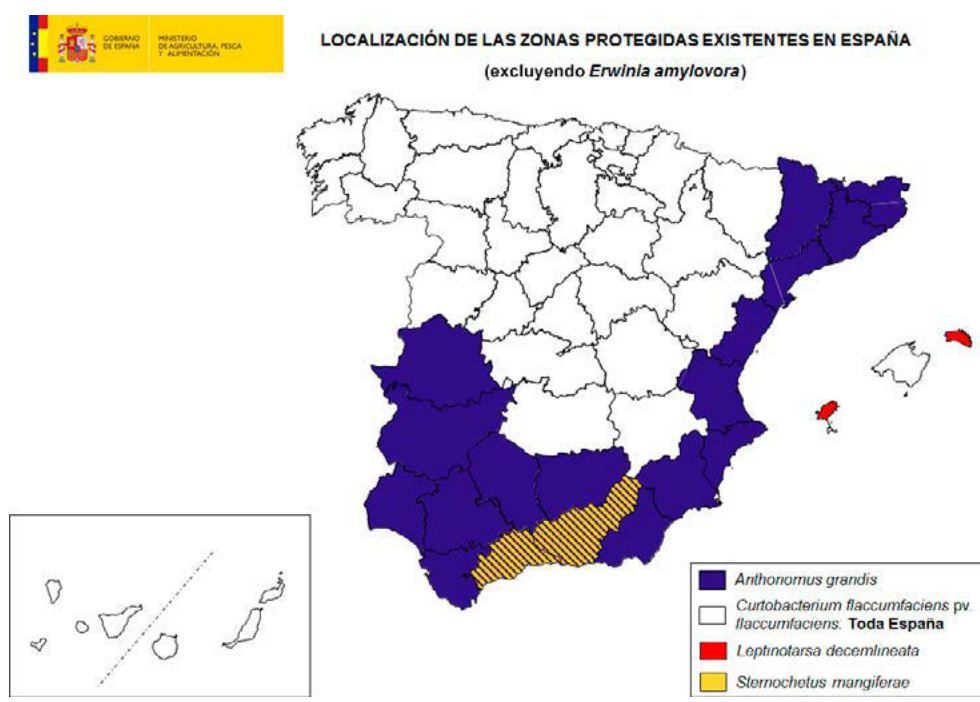 GOBIERNO
DE ESPAÑA
MINISTERIO
DE AGRICULTURA, PESCA
Y ALIMENTACIÓN
LOCALIZACIÓN DE LAS ZONAS PROTEGIDAS EXISTENTES EN ESPAÑA
(excluyendo Erwinia amylovora)
Anthonomus grandis
Curtobacterium flaccumfaciens pv.
flaccumfaciens: Toda España
Leptinotarsa decemlineata
Sternochetus mangiferae